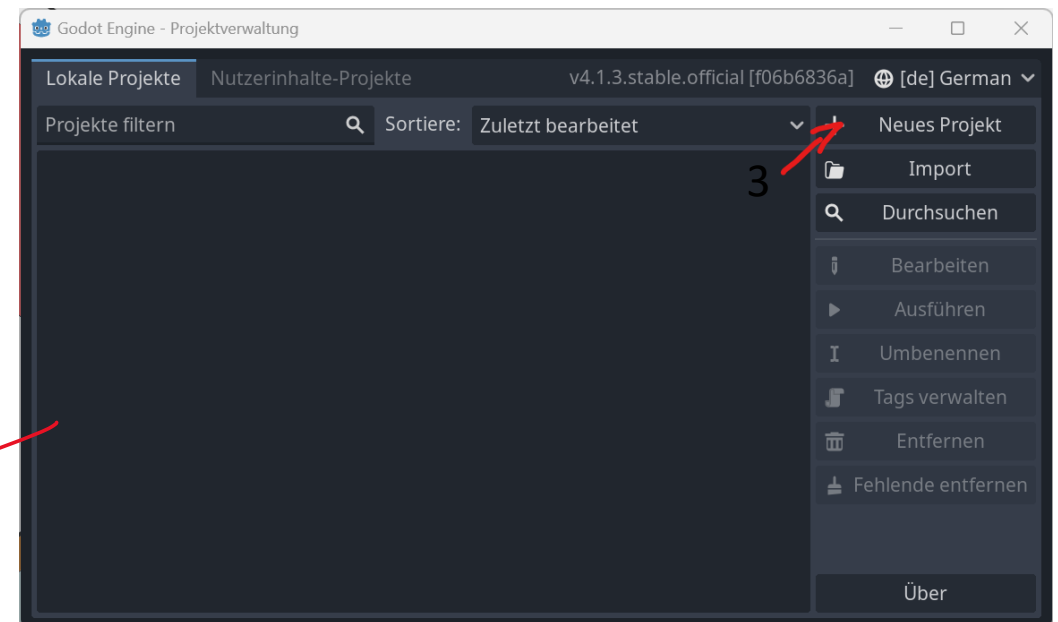 Godot Engine - Projektverwaltung
Lokale Projekte Nutzerinhalte-Projekte v4.1.3.stable.official [f06b6836a] [de] German
Projekte filtern Sortiere: Zuletzt bearbeitet Neues Projekt
3
Import
Durchsuchen
Bearbeiten
Ausführen
Umbenennen
Tags verwalten
Entfernen
Fehlende entfernen
Über